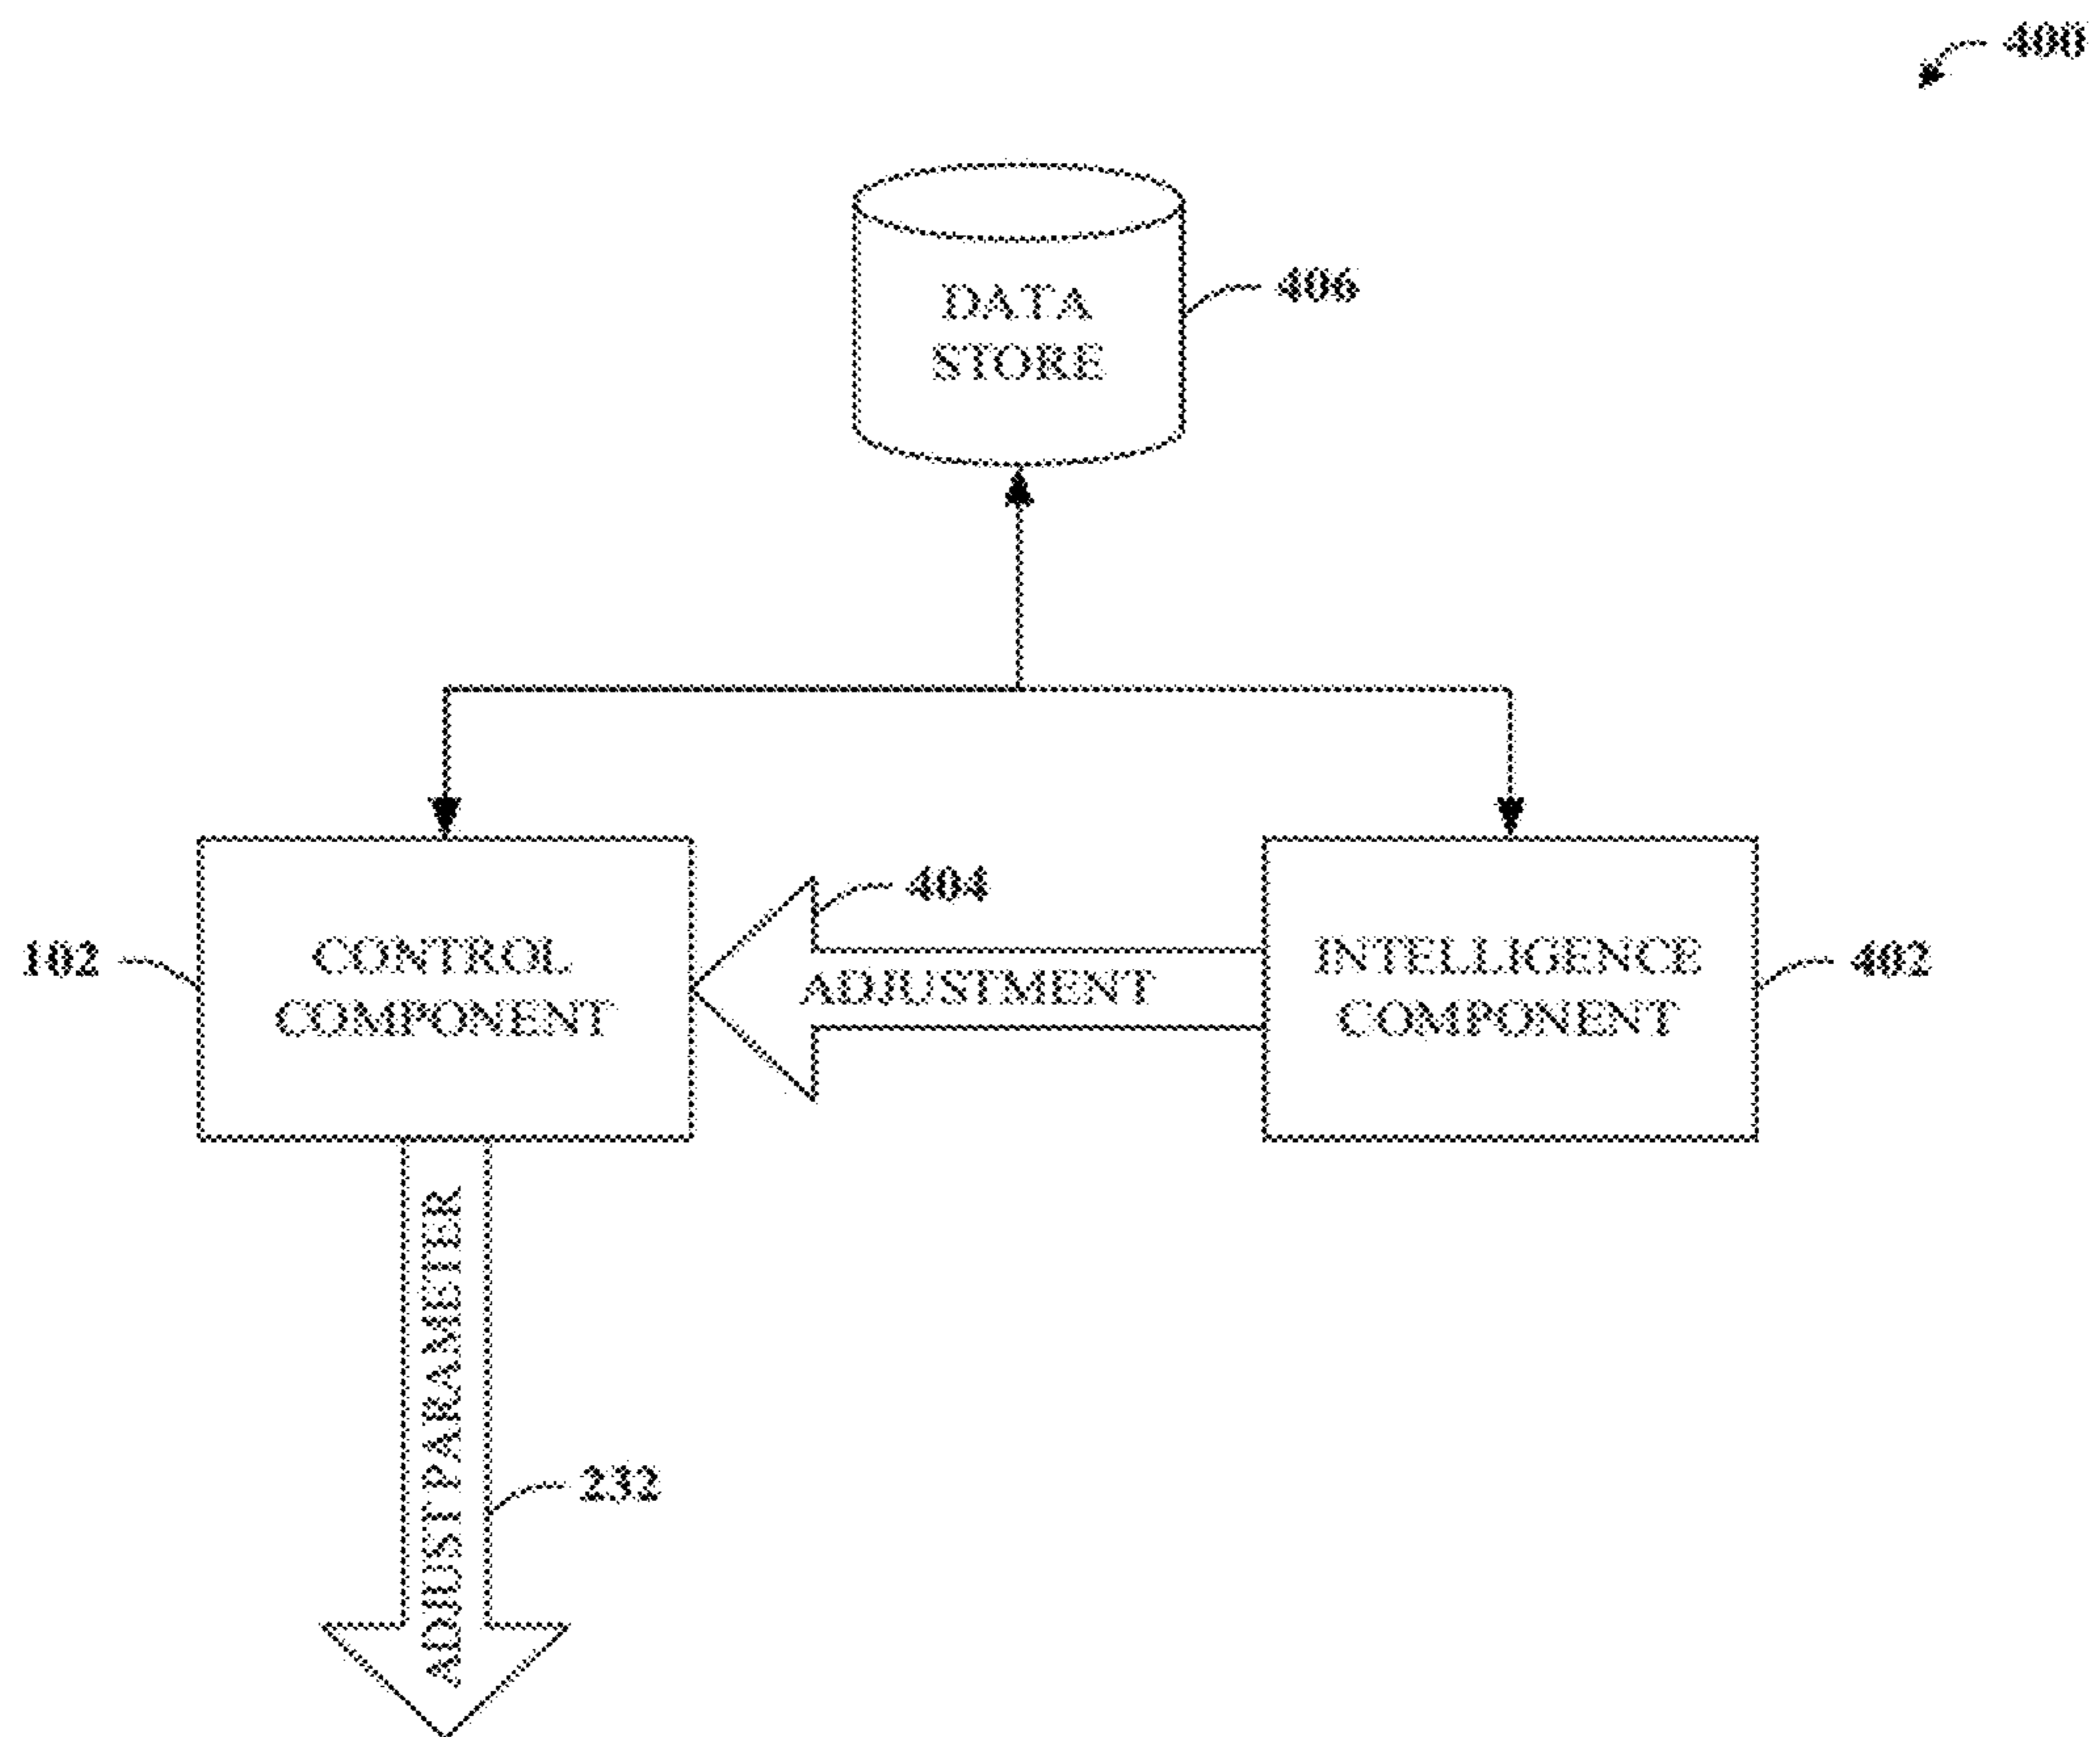 400
DATA
STORE
406
404
102
CONTROL
COMPONENT
ADJUSTMENT
INTELLIGENCE
COMPONENT
402
ADJUST PARAMETER
232